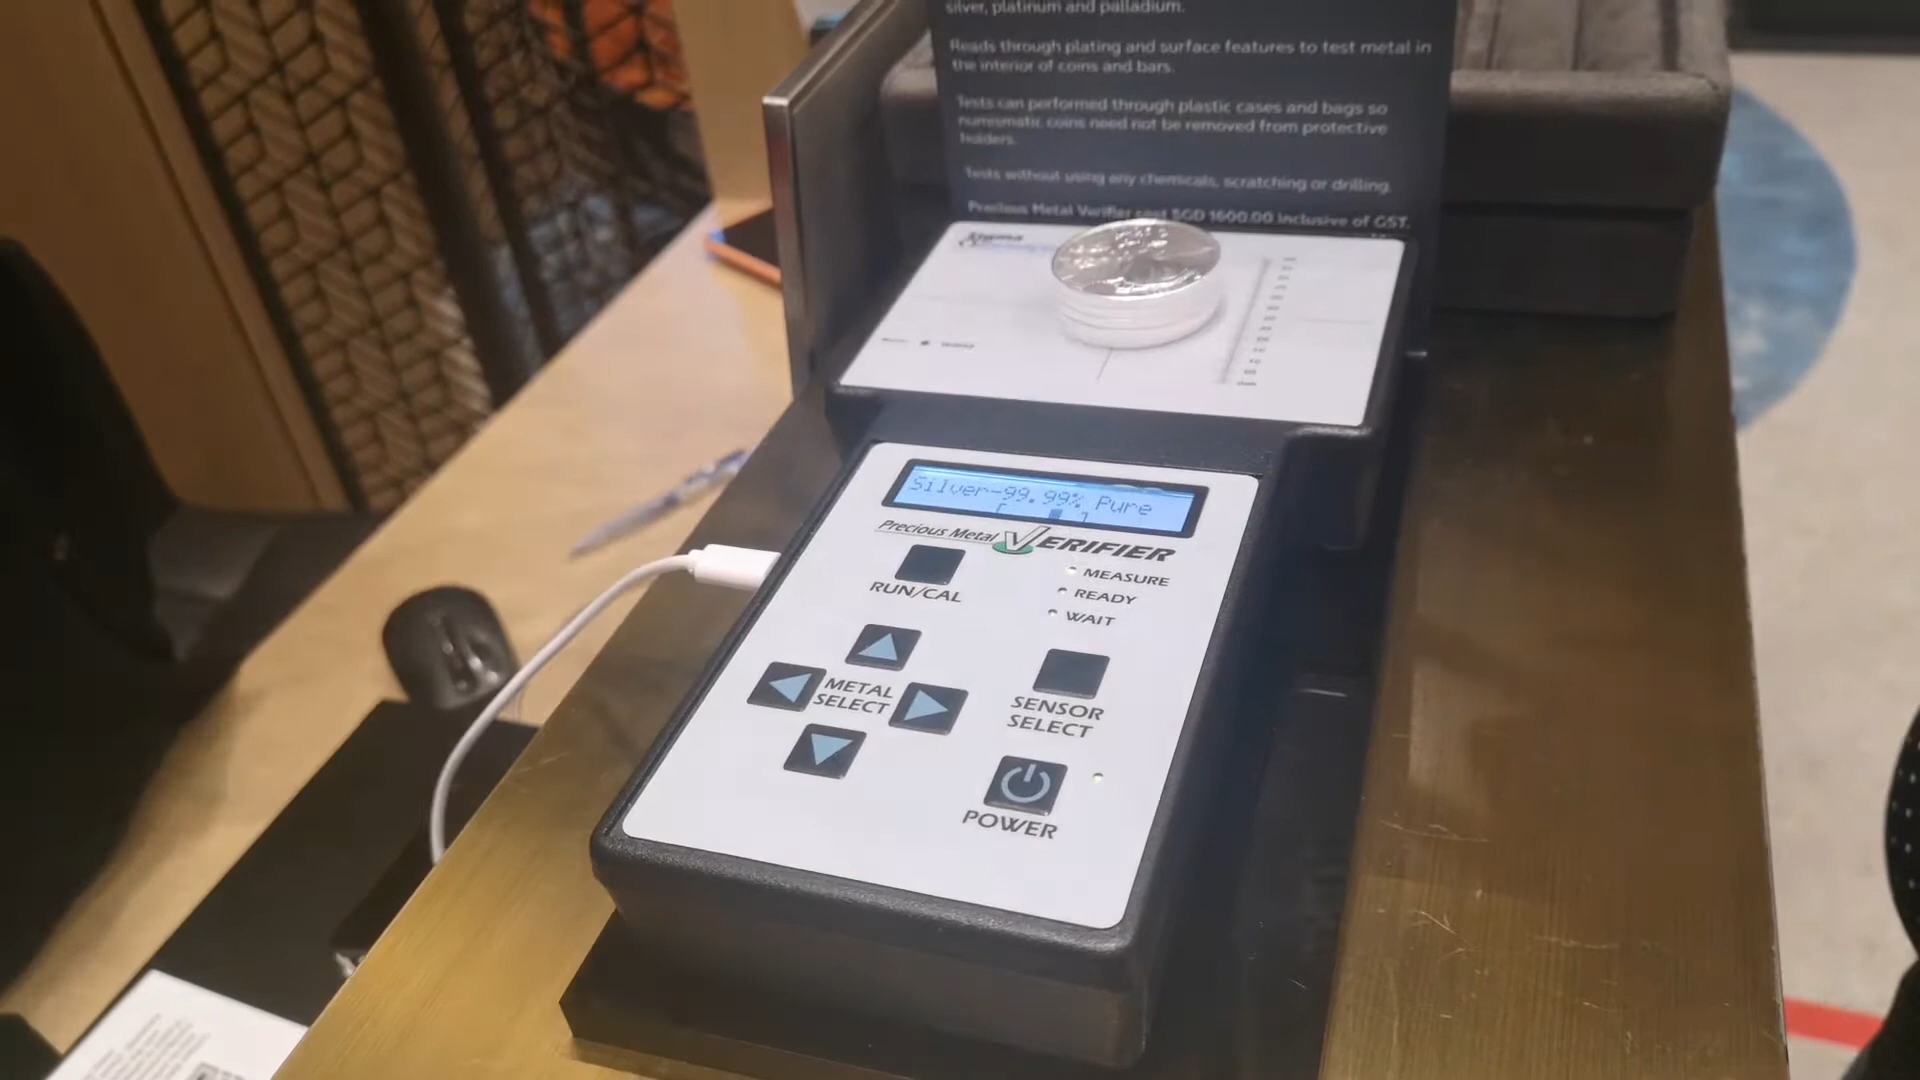 silver, platinum and palladium.
Reads through plating and surface features to test metal in
the interior of coins and bars.
Tests can performed through plastic cases and bags so
numismatic coins need not be removed from protective
holders.
Tests without using any chemicals, scratching or drilling.
Precious Metal Verifier cost SGD 1600.00 Inclusive of GST.
Sigma
Silver-99.99% Pure
[ ■ ]
Precious Metal VERIFIER
RUN/CAL
MEASURE
READY
WAIT
METAL
SELECT
SENSOR
SELECT
POWER